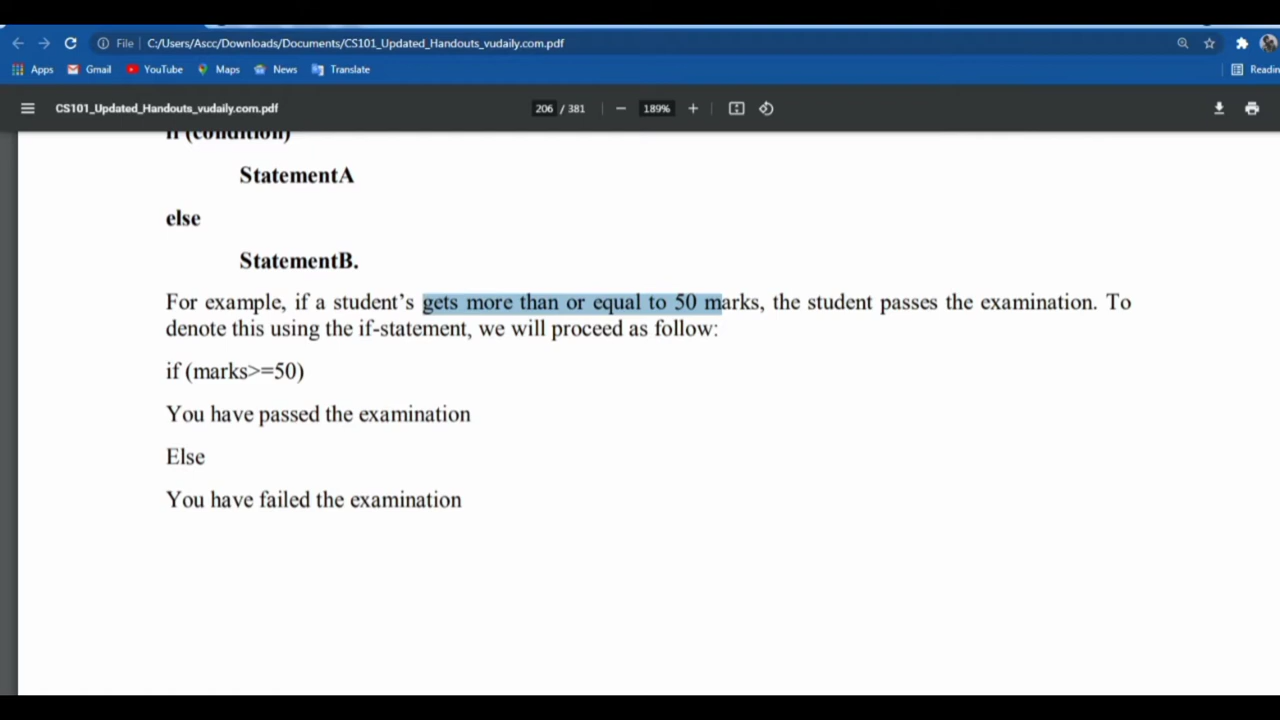 File | C:/Users/Ascc/Downloads/Documents/CS101_Updated_Handouts_vudaily.com.pdf
Apps Gmail YouTube Maps News Translate Readin
CS101_Updated_Handouts_vudaily.com.pdf 206 / 381 − 189% +
if (condition)
StatementA
else
StatementB.
For example, if a student’s gets more than or equal to 50 marks, the student passes the examination. To
denote this using the if-statement, we will proceed as follow:
if (marks>=50)
You have passed the examination
Else
You have failed the examination